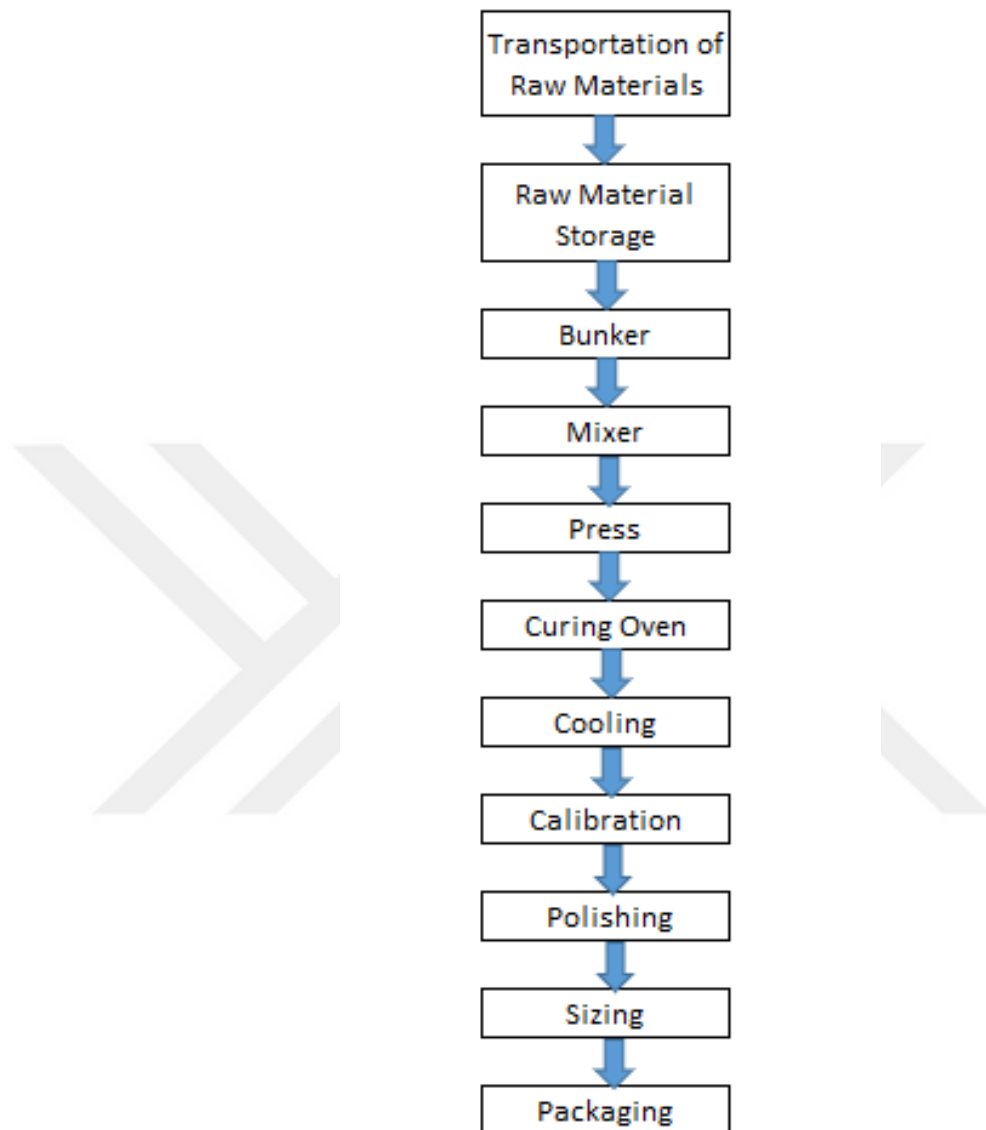 Transportation of
Raw Materials
Raw Material
Storage
Bunker
Mixer
Press
Curing Oven
Cooling
Calibration
Polishing
Sizing
Packaging